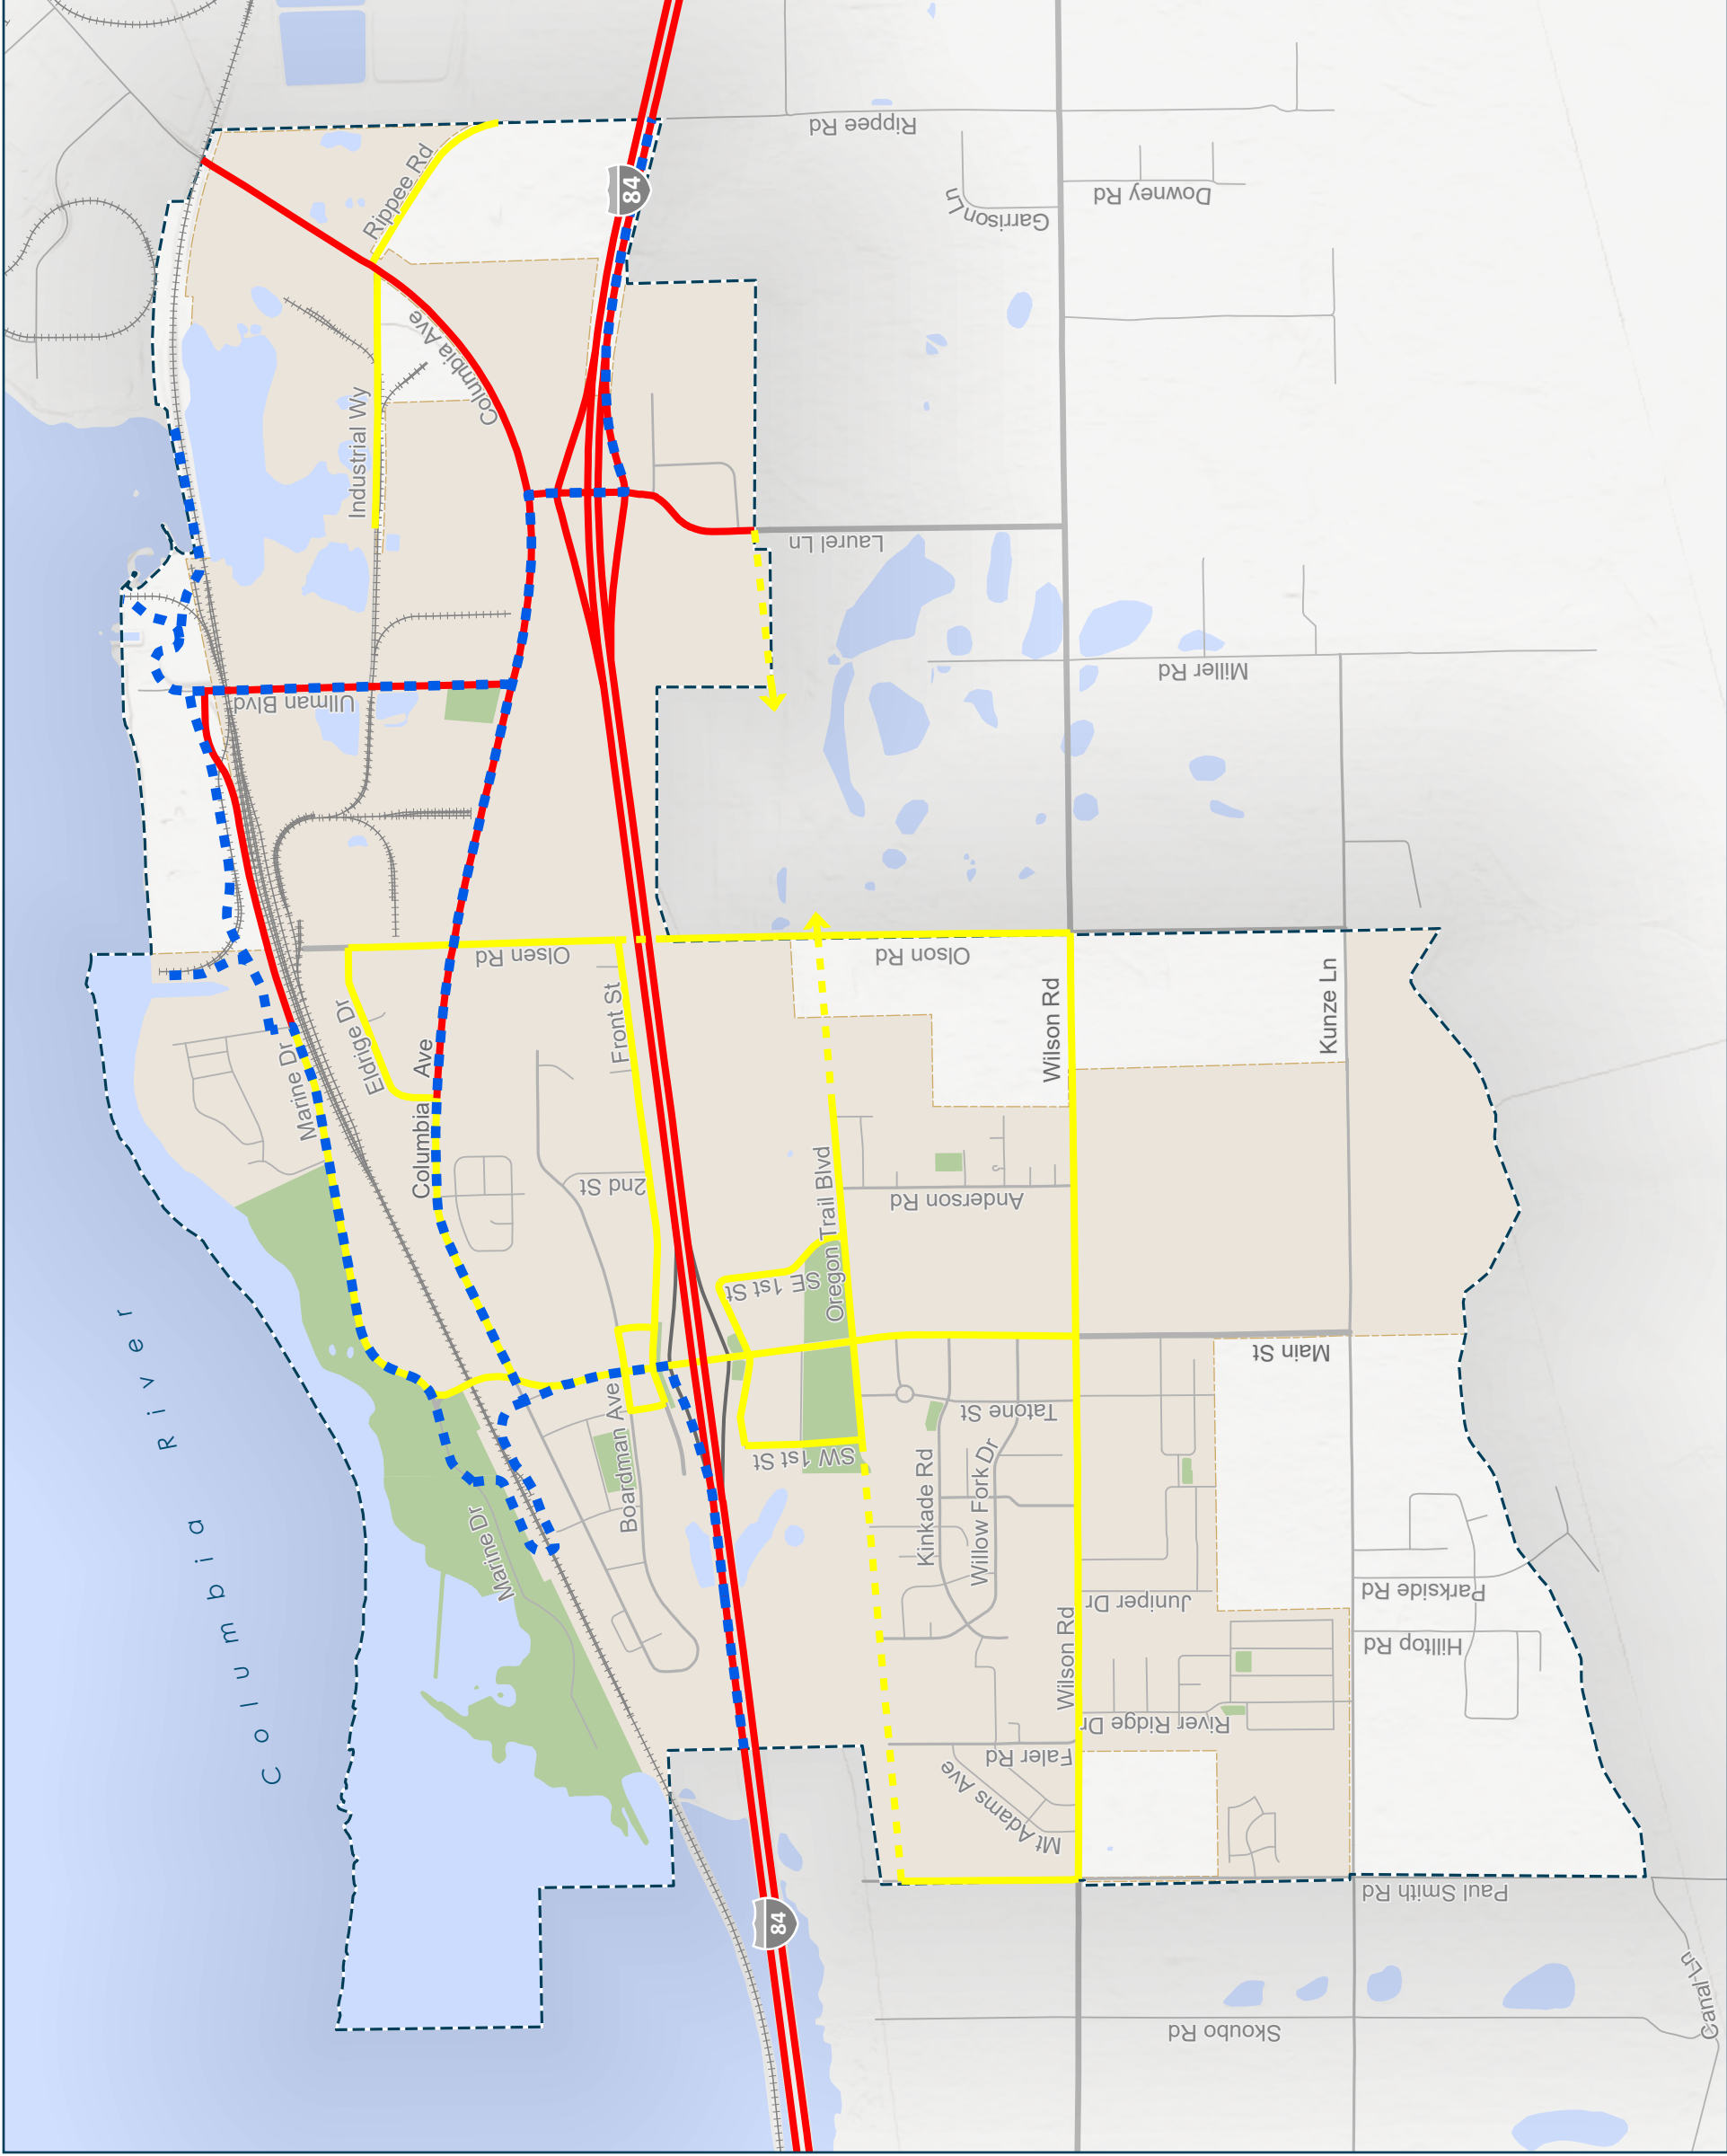 Rippee Rd
Rippee Rd
84
Downey Rd
Garrison Ln
Columbia Ave
Industrial Wy
Laurel Ln
Miller Rd
Ullman Blvd
Olsen Rd
Olson Rd
Eldrige Dr
Front St
Wilson Rd
Kunze Ln
Marine Dr
Columbia Ave
2nd St
Oregon Trail Blvd
Anderson Rd
SE 1st St
Main St
Tatone St
Boardman Ave
SW 1st St
Kinkade Rd
Willow Fork Dr
Marine Dr
Juniper Dr
Parkside Rd
Hilltop Rd
Wilson Rd
River Ridge Dr
Faler Rd
Mt Adams Ave
Columbia River
Paul Smith Rd
84
Skoubo Rd
Canal Ln